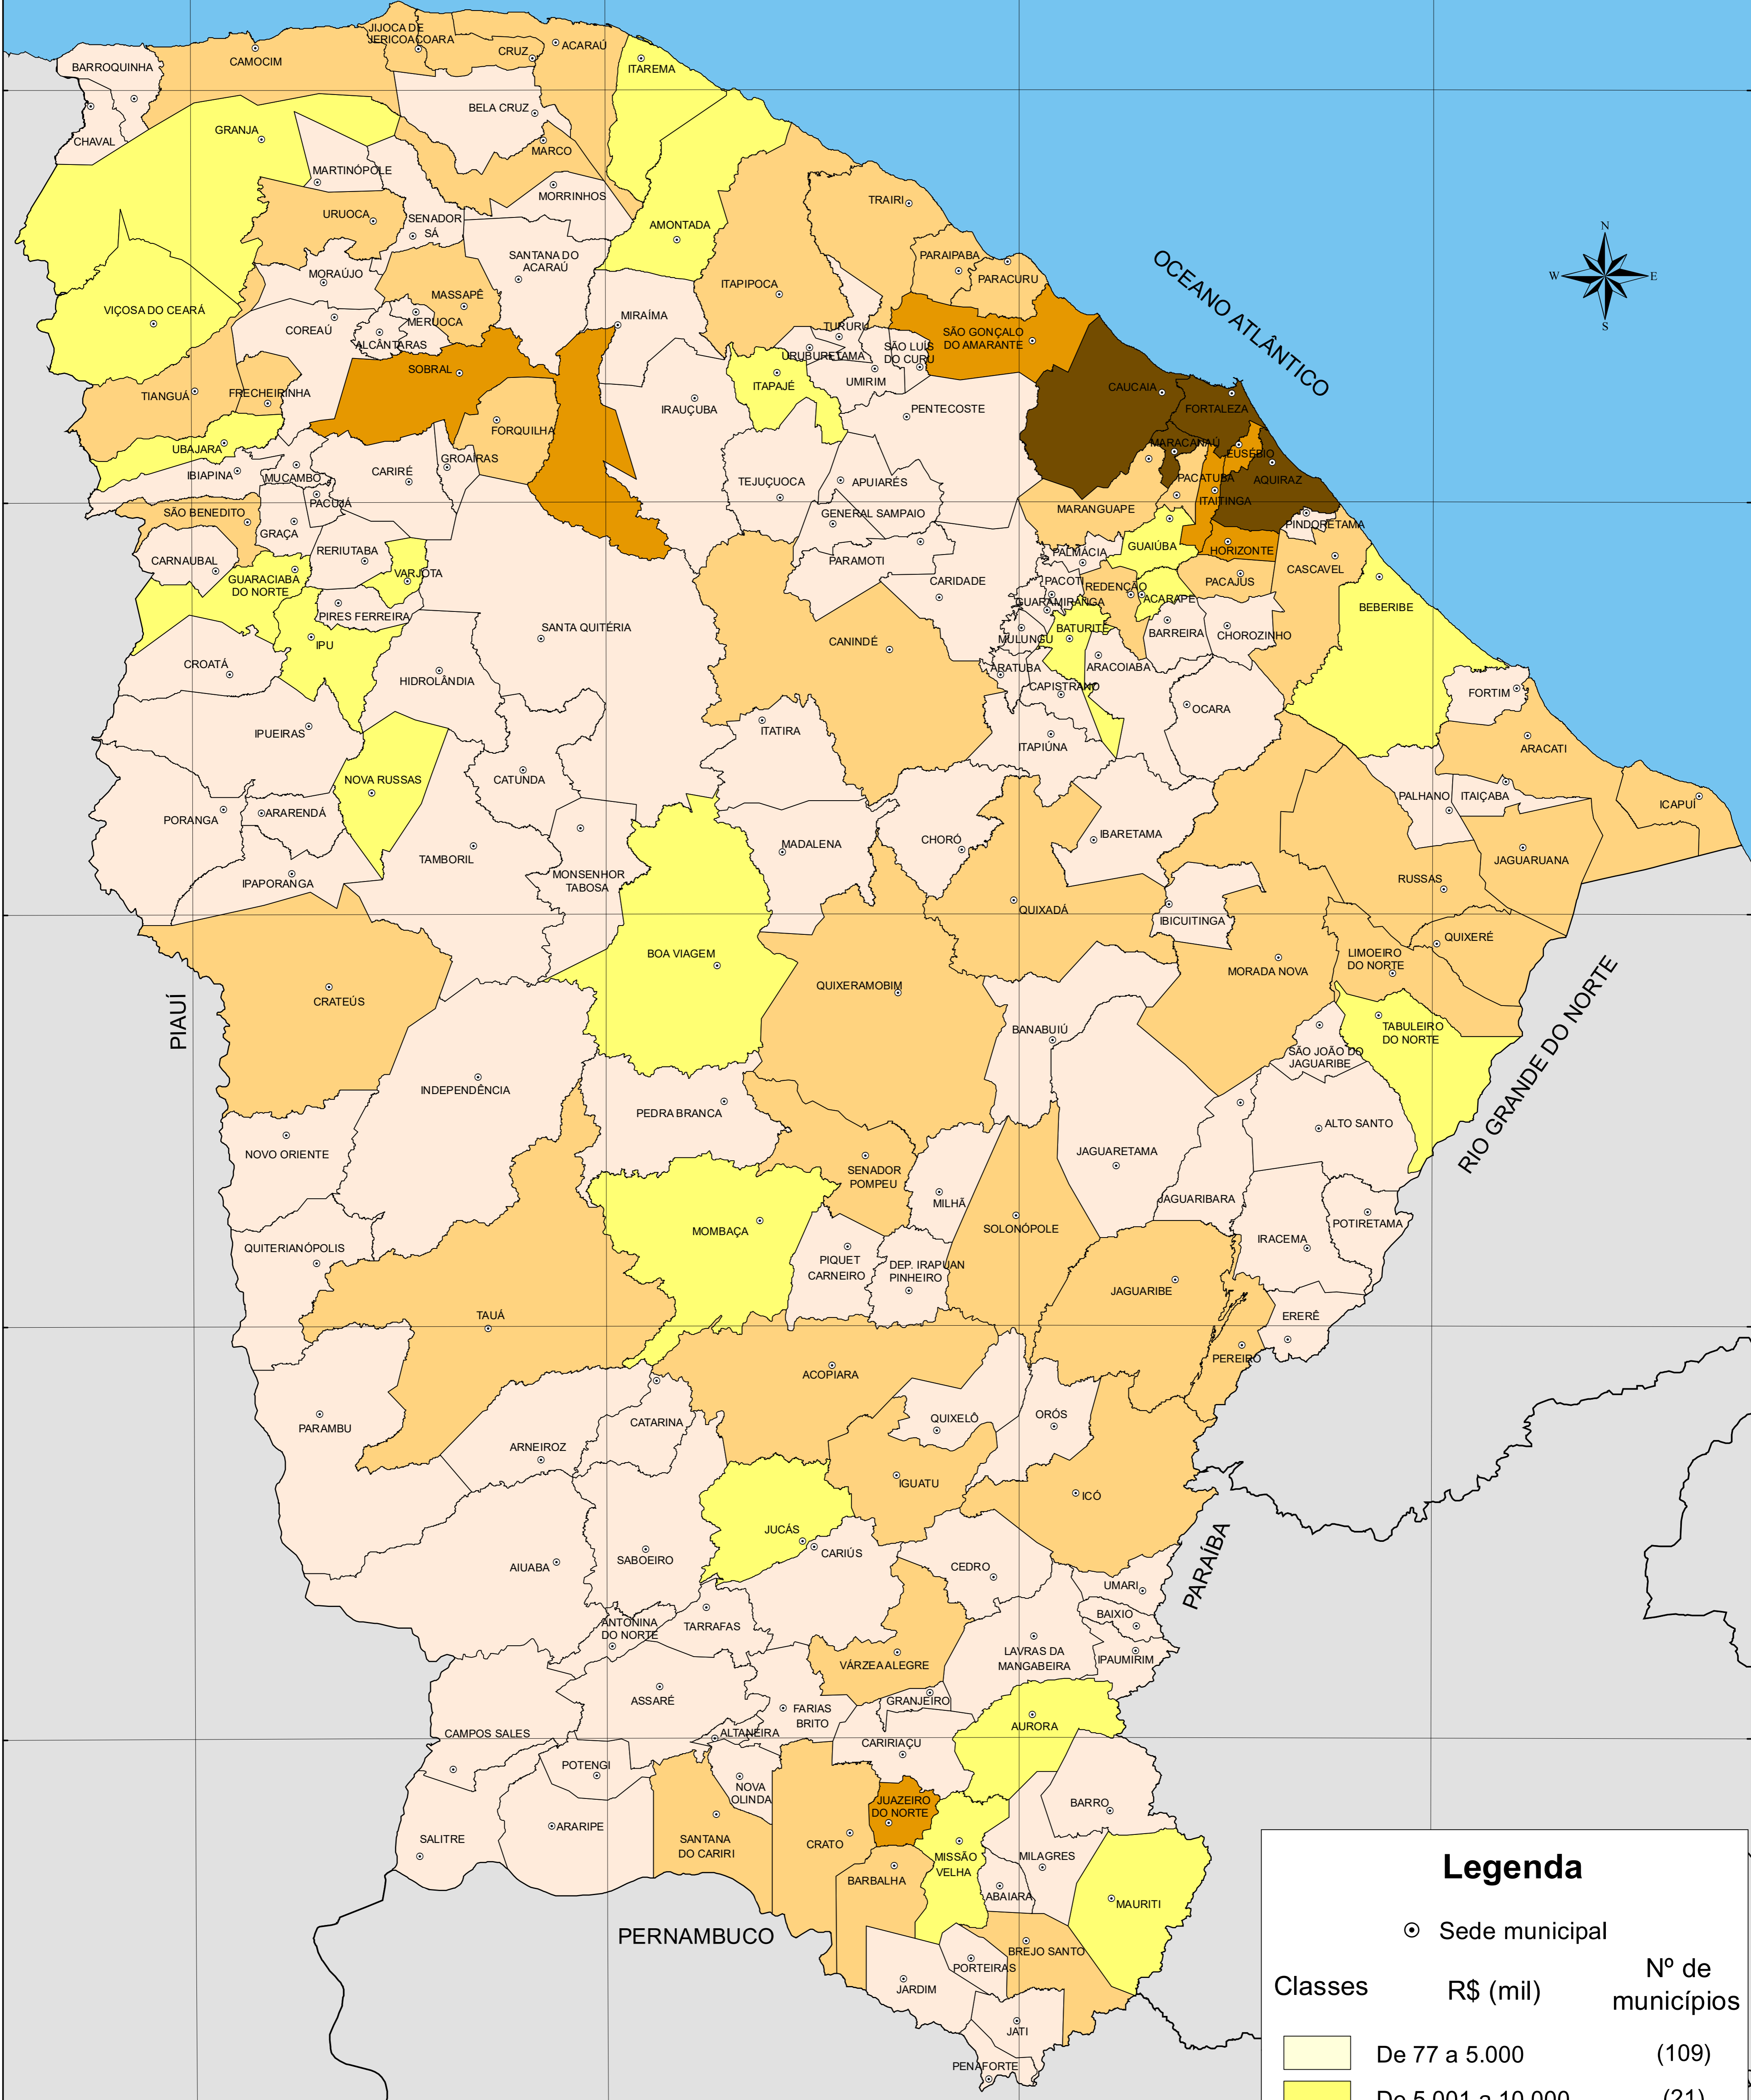 JIJOCA DE
JERICOACOARA
CRUZ
ACARAÚ
CAMOCIM
BARROQUINHA
ITAREMA
BELA CRUZ
CHAVAL
GRANJA
MARCO
MARTINÓPOLE
MORRINHOS
TRAIRI
URUOCA
SENADOR
SÁ
AMONTADA
N
W
E
S
OCEANO ATLÂNTICO
SANTANA DO
ACARAÚ
PARAIPABA
PARACURU
MORAÚJO
ITAPIPOCA
MASSAPÊ
VIÇOSA DO CEARÁ
MERUOCA
MIRAÍMA
COREAÚ
TURURU
SÃO GONÇALO
DO AMARANTE
ALCÂNTARAS
URUBURETAMA
SÃO LUÍS
DO CURU
SOBRAL
UMIRIM
ITAPAJÉ
CAUCAIA
TIANGUÁ
FRECHEIRINHA
IRAUÇUBA
PENTECOSTE
FORTALEZA
FORQUILHA
MARACANAÚ
UBAJARA
EUSÉBIO
GROAÍRAS
IBIAPINA
MUCAMBO
CARIRÉ
TEJUÇUOCA
APUIARÉS
PACATUBA
AQUIRAZ
ITAITINGA
PACUJÁ
SÃO BENEDITO
GENERAL SAMPAIO
MARANGUAPE
PINDORETAMA
GRAÇA
RERIUTABA
PALMÁCIA
GUAIÚBA
HORIZONTE
CARNAUBAL
PARAMOTI
CASCAVEL
GUARACIABA
DO NORTE
VARJOTA
CARIDADE
PACOTI
REDENÇÃO
PACAJUS
GUARAMIRANGA
ACARAPE
BEBERIBE
PIRES FERREIRA
SANTA QUITÉRIA
CANINDÉ
MULUNGU
BATURITÉ
BARREIRA
CHOROZINHO
IPU
CROATÁ
HIDROLÂNDIA
ARATUBA
ARACOIABA
CAPISTRANO
FORTIM
OCARA
IPUEIRAS
ITATIRA
ITAPIÚNA
ARACATI
NOVA RUSSAS
CATUNDA
PALHANO
ITAIÇABA
ICAPUÍ
PORANGA
ARARENDÁ
CHORÓ
IBARETAMA
MADALENA
TAMBORIL
JAGUARUANA
IPAPORANGA
MONSENHOR
TABOSA
RUSSAS
QUIXADÁ
IBICUITINGA
QUIXERÉ
BOA VIAGEM
LIMOEIRO
DO NORTE
MORADA NOVA
CRATEÚS
QUIXERAMOBIM
PIAUÍ
BANABUIÚ
TABULEIRO
DO NORTE
RIO GRANDE DO NORTE
SÃO JOÃO DO
JAGUARIBE
INDEPENDÊNCIA
PEDRA BRANCA
ALTO SANTO
NOVO ORIENTE
JAGUARETAMA
SENADOR
POMPEU
JAGUARIBARA
MILHÃ
MOMBAÇA
SOLONÓPOLE
POTIRETAMA
IRACEMA
QUITERIANÓPOLIS
PIQUET
CARNEIRO
DEP. IRAPUAN
PINHEIRO
JAGUARIBE
TAUÁ
ERERÊ
PEREIRO
ACOPIARA
PARAMBU
CATARINA
QUIXELÔ
ORÓS
ARNEIROZ
IGUATU
ICÓ
JUCÁS
CARIÚS
SABOEIRO
CEDRO
AIUABA
PARAÍBA
UMARI
BAIXIO
ANTONINA
DO NORTE
TARRAFAS
LAVRAS DA
MANGABEIRA
IPAUMIRIM
VÁRZEA ALEGRE
ASSARÉ
GRANJEIRO
FARIAS
BRITO
AURORA
CAMPOS SALES
ALTANEIRA
CARIRIAÇU
POTENGI
NOVA
OLINDA
JUAZEIRO
DO NORTE
BARRO
ARARIPE
SALITRE
SANTANA
DO CARIRI
CRATO
MISSÃO
VELHA
MILAGRES
BARBALHA
ABAIARA
MAURITI
PERNAMBUCO
BREJO SANTO
PORTEIRAS
JARDIM
JATI
PENAFORTE
Legenda
Sede municipal
Classes
R$ (mil)
Nº de
municípios
De 77 a 5.000
(109)
De 5.001 a 10.000
(21)